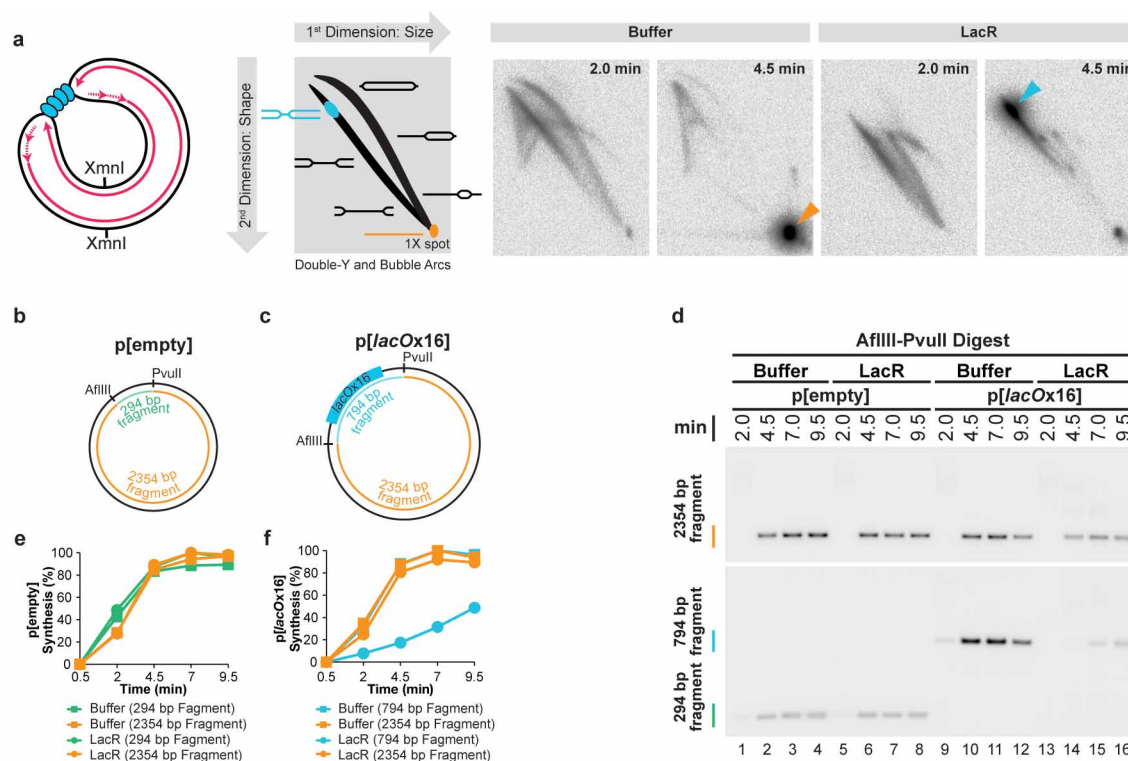 a
XmnI
XmnI
1st Dimension: Size
2nd Dimension: Shape
1X spot
Double-Y and Bubble Arcs
Buffer
LacR
2.0 min
4.5 min
2.0 min
4.5 min
b
p[empty]
PvuII
AflIII
294 bp
fragment
2354 bp
fragment
c
p[lacOx16]
PvuII
lacOx16
AflIII
794 bp
fragment
2354 bp
fragment
d
AflIII-PvuII Digest
Buffer LacR Buffer LacR
p[empty] p[lacOx16]
min 2.0 4.5 7.0 9.5 2.0 4.5 7.0 9.5 2.0 4.5 7.0 9.5 2.0 4.5 7.0 9.5
2354 bp
fragment
794 bp
fragment
294 bp
fragment
1 2 3 4 5 6 7 8 9 10 11 12 13 14 15 16
e
p[empty]
Synthesis (%)
100
80
60
40
20
0
0.5 2 4.5 7 9.5
Time (min)
Buffer (294 bp Fagment)
Buffer (2354 bp Fragment)
LacR (294 bp Fagment)
LacR (2354 bp Fragment)
f
p[lacOx16]
Synthesis (%)
100
80
60
40
20
0
0.5 2 4.5 7 9.5
Time (min)
Buffer (794 bp Fagment)
Buffer (2354 bp Fragment)
LacR (794 bp Fagment)
LacR (2354 bp Fragment)